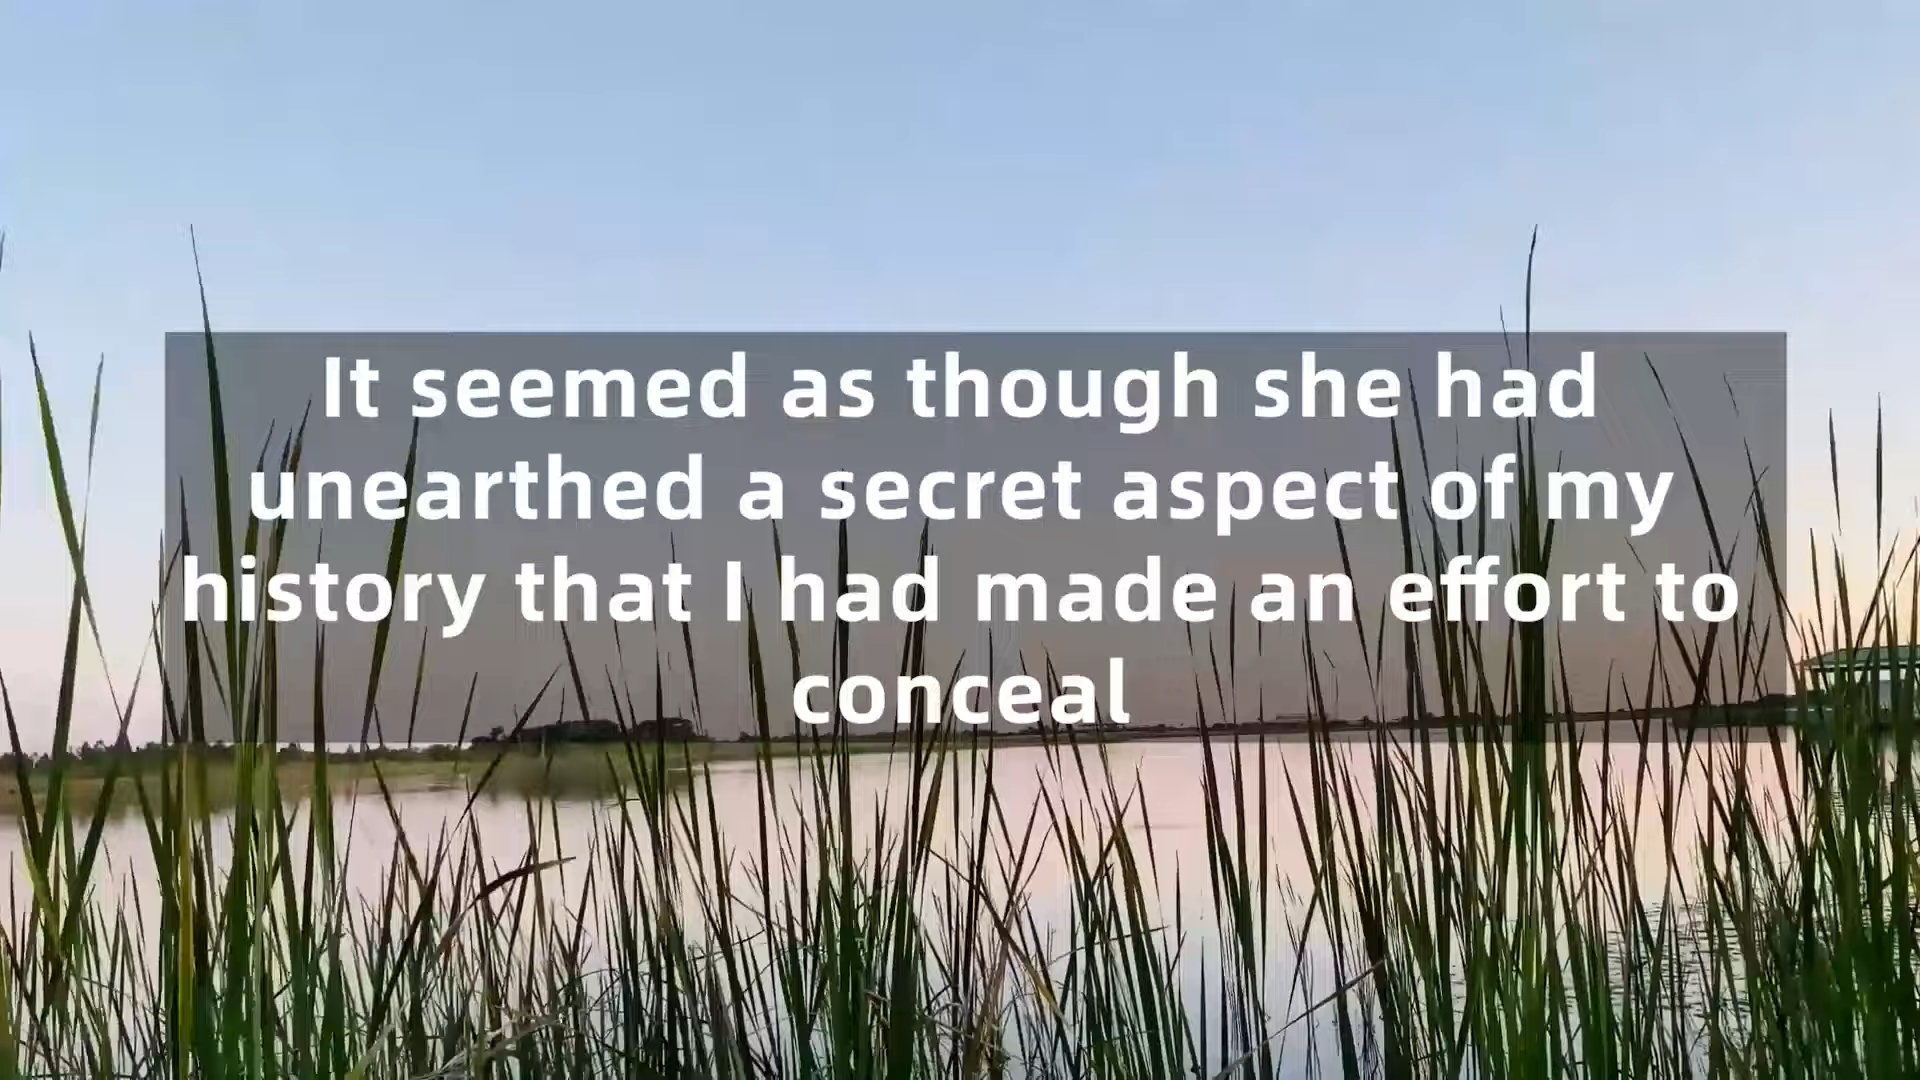 It seemed as though she had
unearthed a secret aspect of my
history that I had made an effort to
conceal